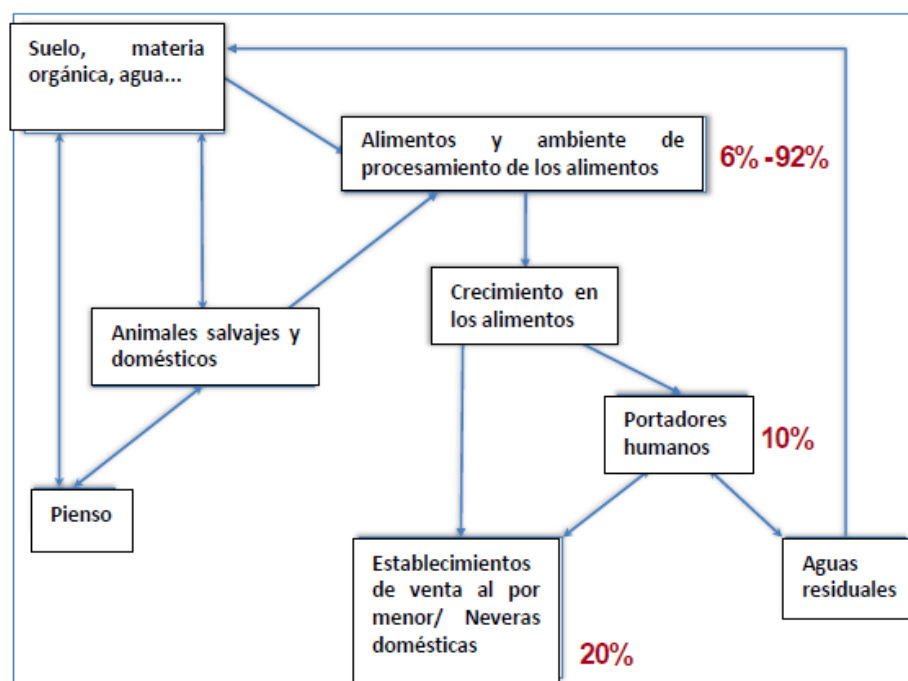 Suelo, materia
orgánica, agua...
Alimentos y ambiente de
procesamiento de los alimentos
6% -92%
Crecimiento en
los alimentos
Animales salvajes y
domésticos
Portadores
humanos
10%
Pienso
Establecimientos
de venta al por
menor/ Neveras
domésticas
20%
Aguas
residuales